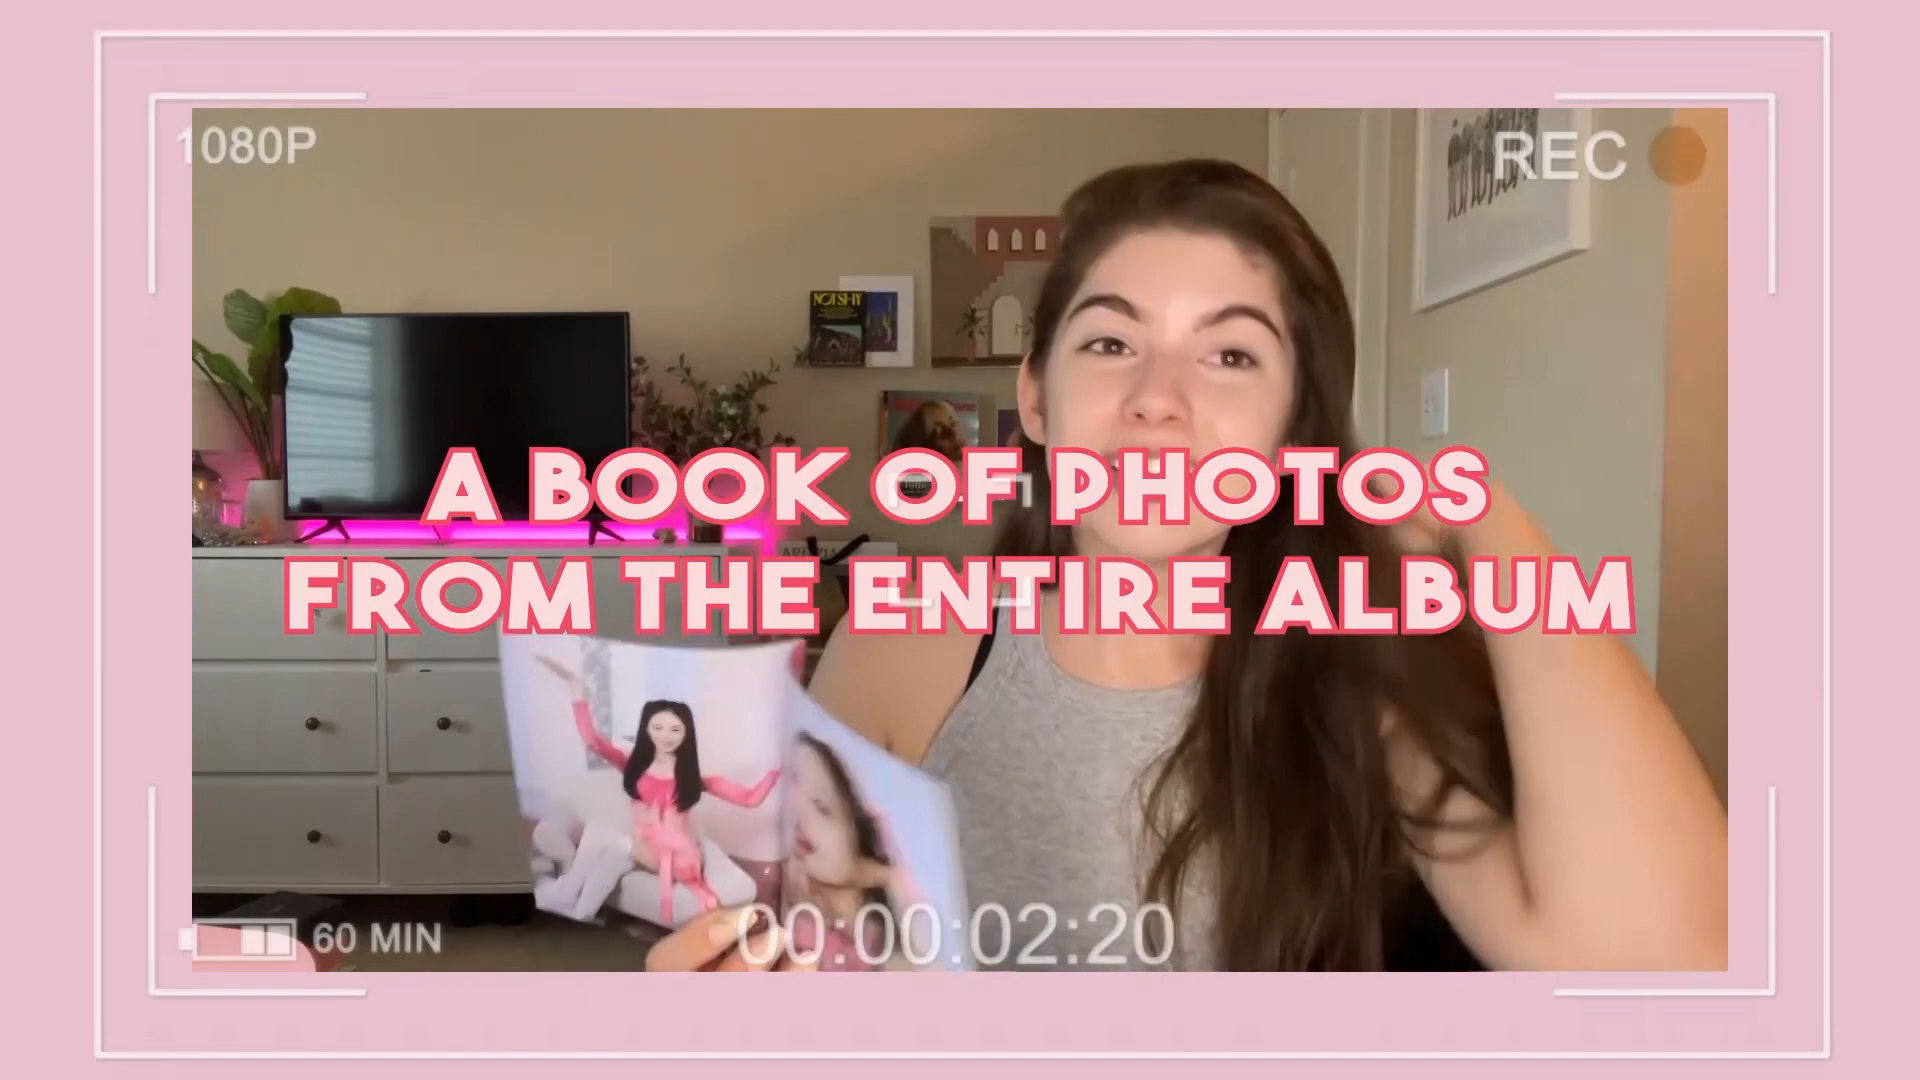 1080P
REC
NOT SHY
A BOOK OF PHOTOS
FROM THE ENTIRE ALBUM
60 MIN
00:00:02:20